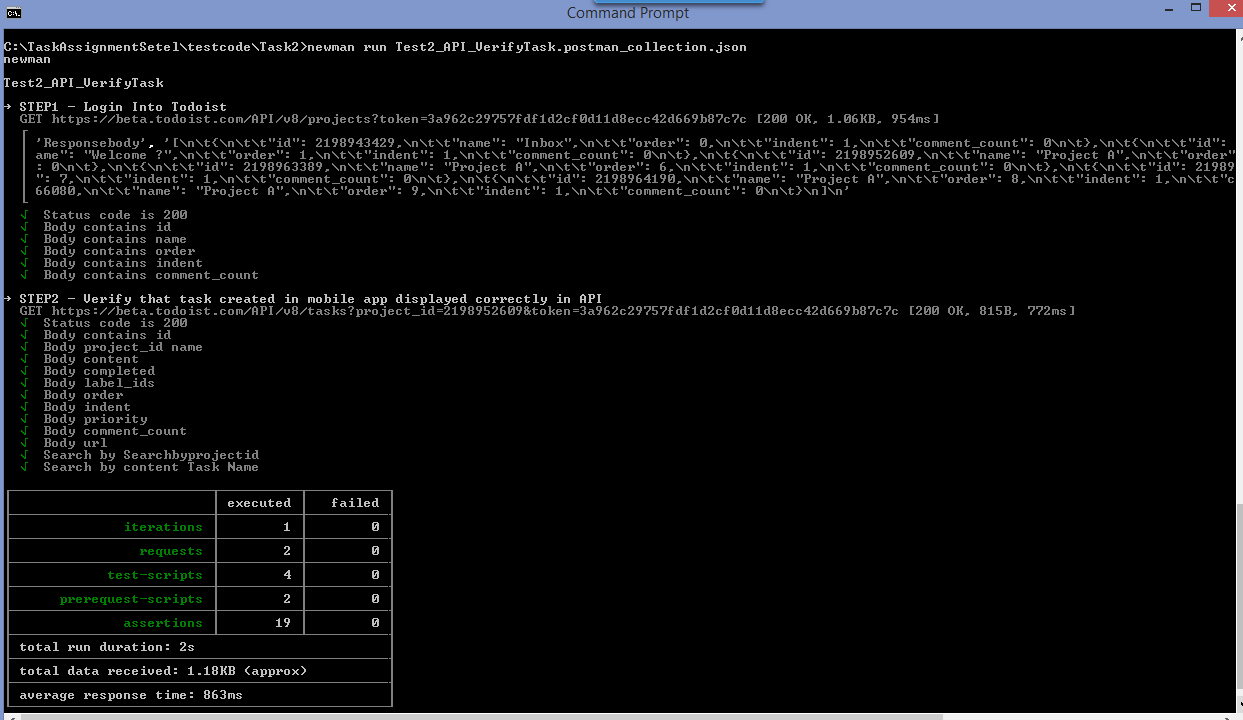 Command Prompt
C:\TaskAssignmentSetel\testcode\Task2>newman run Test2_API_VerifyTask.postman_collection.json
newman
Test2_API_VerifyTask
→ STEP1 - Login Into Todoist
GET https://beta.todoist.com/API/v8/projects?token=3a962c29757fdf1d2cf0d11d8ecc42d669b87c7c [200 OK, 1.06KB, 954ms]
'Responsebody', '[\n\t{\n\t\t"id": 2198943429,\n\t\t"name": "Inbox",\n\t\t"order": 0,\n\t\t"indent": 1,\n\t\t"comment_count": 0\n\t},\n\t{\n\t\t"id":
ame": "Welcome ?",\n\t\t"order": 1,\n\t\t"indent": 1,\n\t\t"comment_count": 0\n\t},\n\t{\n\t\t"id": 2198952609,\n\t\t"name": "Project A",\n\t\t"order"
: 0\n\t},\n\t{\n\t\t"id": 2198963389,\n\t\t"name": "Project A",\n\t\t"order": 6,\n\t\t"indent": 1,\n\t\t"comment_count": 0\n\t},\n\t{\n\t\t"id": 21989
": 7,\n\t\t"indent": 1,\n\t\t"comment_count": 0\n\t},\n\t{\n\t\t"id": 2198964190,\n\t\t"name": "Project A",\n\t\t"order": 8,\n\t\t"indent": 1,\n\t\t"c
66080,\n\t\t"name": "Project A",\n\t\t"order": 9,\n\t\t"indent": 1,\n\t\t"comment_count": 0\n\t}\n]\n'
√ Status code is 200
√ Body contains id
√ Body contains name
√ Body contains order
√ Body contains indent
√ Body contains comment_count
→ STEP2 - Verify that task created in mobile app displayed correctly in API
GET https://beta.todoist.com/API/v8/tasks?project_id=2198952609&token=3a962c29757fdf1d2cf0d11d8ecc42d669b87c7c [200 OK, 815B, 772ms]
√ Status code is 200
√ Body contains id
√ Body project_id name
√ Body content
√ Body completed
√ Body label_ids
√ Body order
√ Body indent
√ Body priority
√ Body comment_count
√ Body url
√ Search by Searchbyprojectid
√ Search by content Task Name
executed failed
iterations 1 0
requests 2 0
test-scripts 4 0
prerequest-scripts 2 0
assertions 19 0
total run duration: 2s
total data received: 1.18KB (approx)
average response time: 863ms